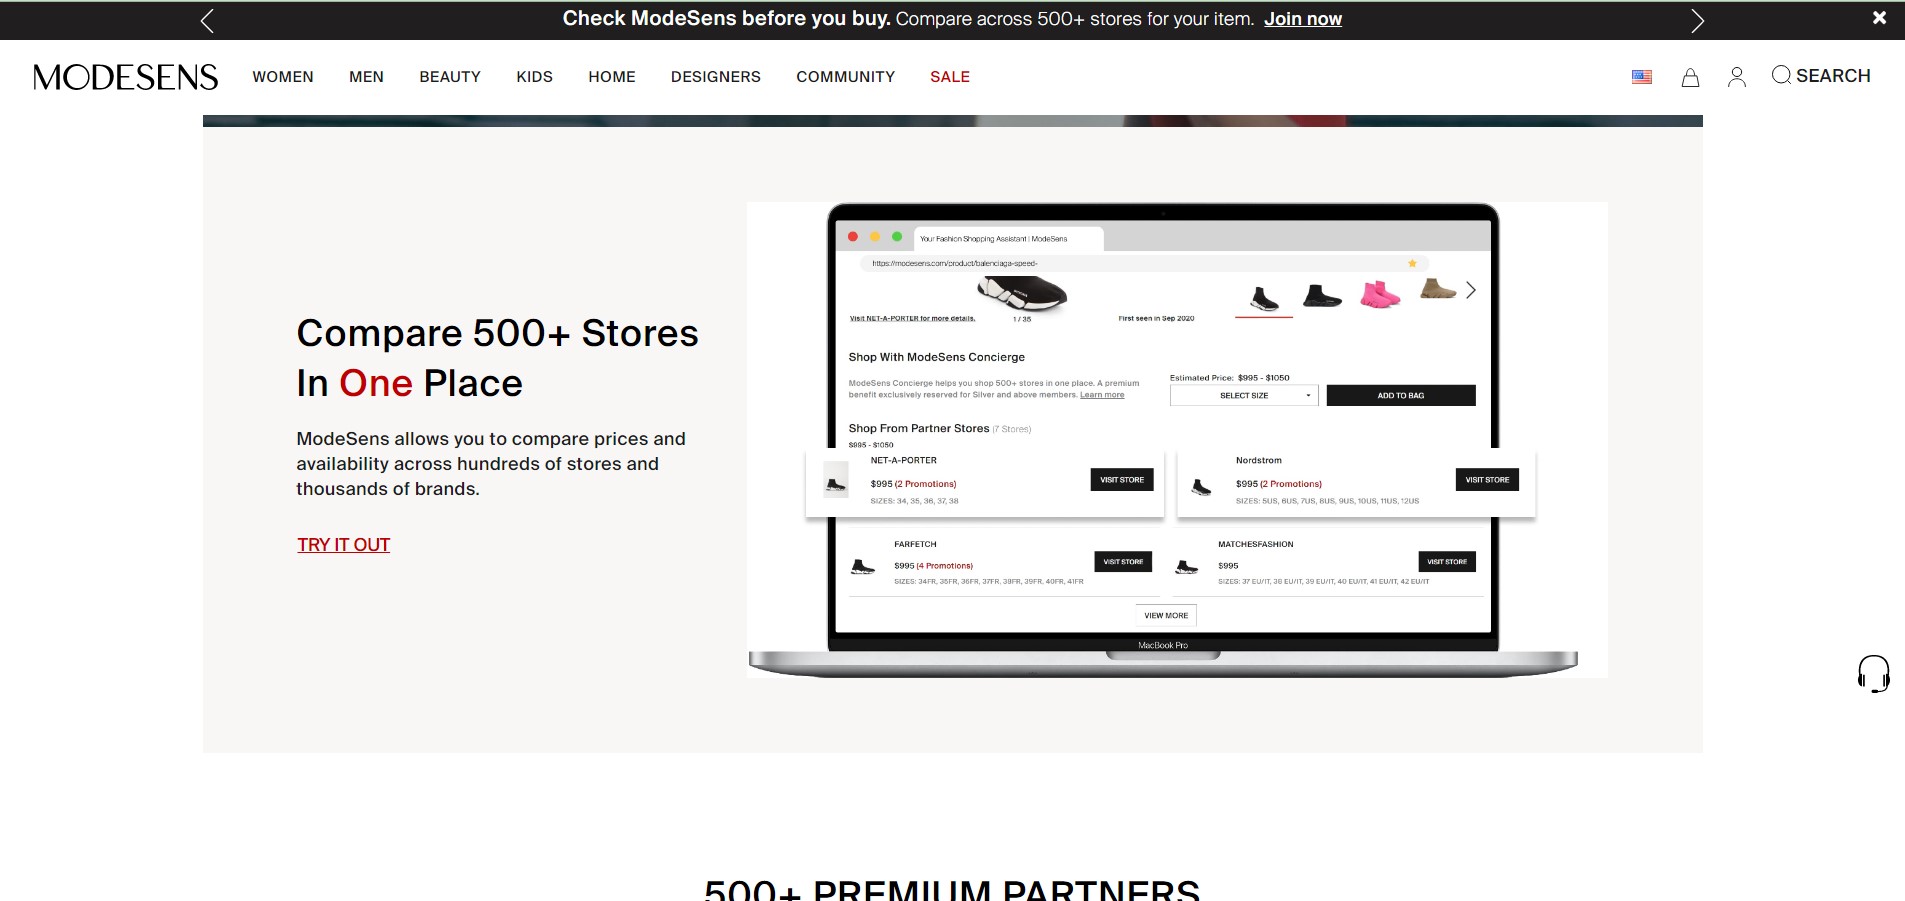 Check ModeSens before you buy. Compare across 500+ stores for your item. Join now
MODESENS WOMEN MEN BEAUTY KIDS HOME DESIGNERS COMMUNITY SALE SEARCH
Compare 500+ Stores
In One Place
ModeSens allows you to compare prices and
availability across hundreds of stores and
thousands of brands.
TRY IT OUT
Your Fashion Shopping Assistant | ModeSens
https://modesens.com/product/balenciaga-speed-
Visit NET-A-PORTER for more details. 1 / 35 First seen in Sep 2020
Shop With ModeSens Concierge
ModeSens Concierge helps you shop 500+ stores in one place. A premium
benefit exclusively reserved for Silver and above members. Learn more
Estimated Price: $995 - $1050
SELECT SIZE ADD TO BAG
Shop From Partner Stores (7 Stores)
$995 - $1050
NET-A-PORTER
$995 (2 Promotions)
SIZES: 34, 35, 36, 37, 38
VISIT STORE
Nordstrom
$995 (2 Promotions)
SIZES: 5US, 6US, 7US, 8US, 9US, 10US, 11US, 12US
VISIT STORE
FARFETCH
$995 (4 Promotions)
SIZES: 34FR, 35FR, 36FR, 37FR, 38FR, 39FR, 40FR, 41FR
VISIT STORE
MATCHESFASHION
$995
SIZES: 37 EU/IT, 38 EU/IT, 39 EU/IT, 40 EU/IT, 41 EU/IT, 42 EU/IT
VISIT STORE
VIEW MORE
MacBook Pro
500+ PREMIUM PARTNERS